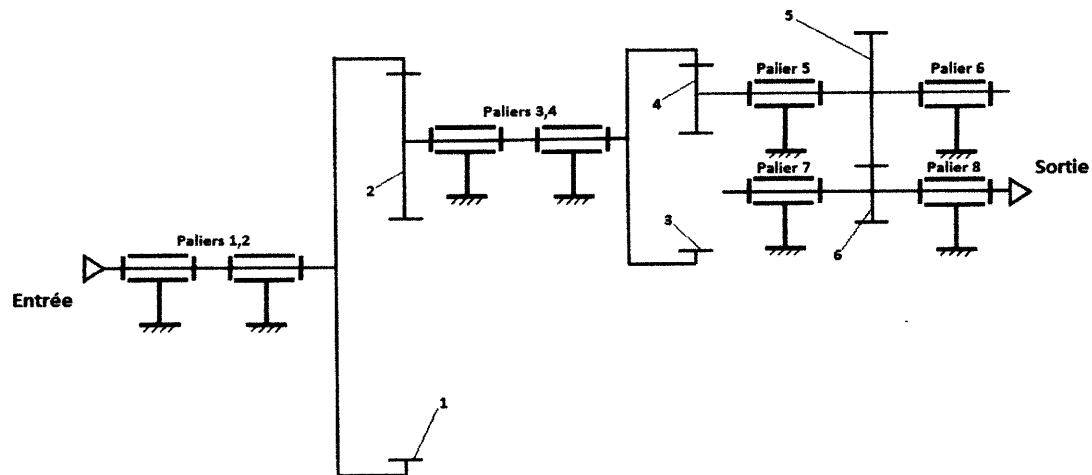 5
Palier 5
Palier 6
4
Paliers 3,4
2
Palier 7
Palier 8
Sortie
3
6
Paliers 1,2
Entrée
1